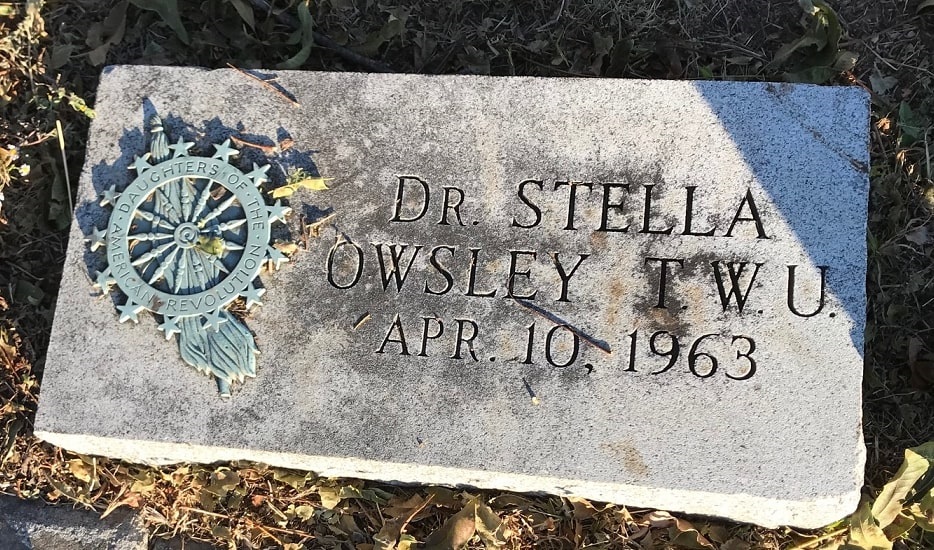 DAUGHTERS OF THE AMERICAN REVOLUTION
DR. STELLA
OWSLEY T.W.U.
APR. 10, 1963